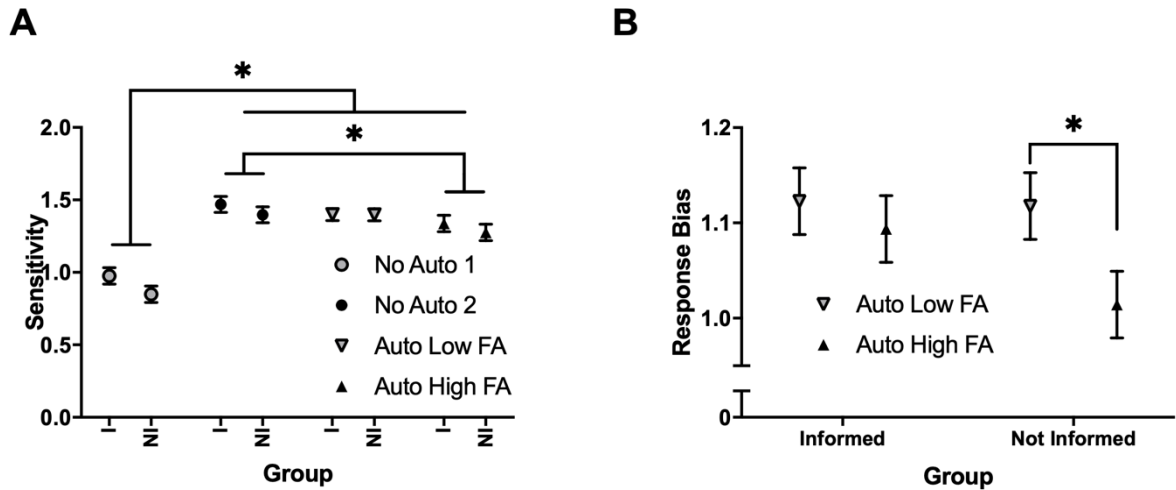 A
*
*
2.0
1.5
1.0
0.5
0.0
Sensitivity
No Auto 1
No Auto 2
Auto Low FA
Auto High FA
I
NI
I
NI
I
NI
I
NI
Group
B
*
1.2
1.1
1.0
0
Response Bias
Auto Low FA
Auto High FA
Informed
Not Informed
Group